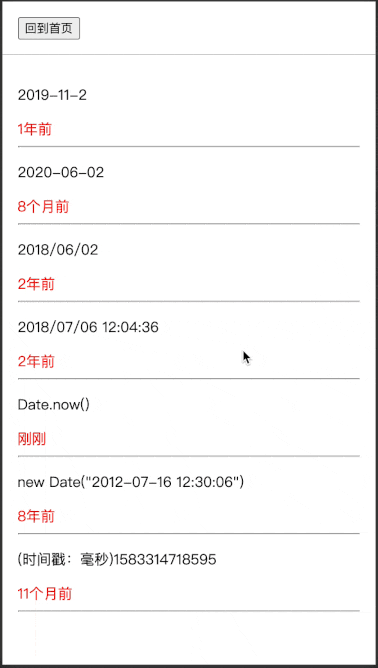 回到首页
2019-11-2
1年前
2020-06-02
8个月前
2018/06/02
2年前
2018/07/06 12:04:36
2年前
Date.now()
刚刚
new Date("2012-07-16 12:30:06")
8年前
(时间戳：毫秒)1583314718595
11个月前